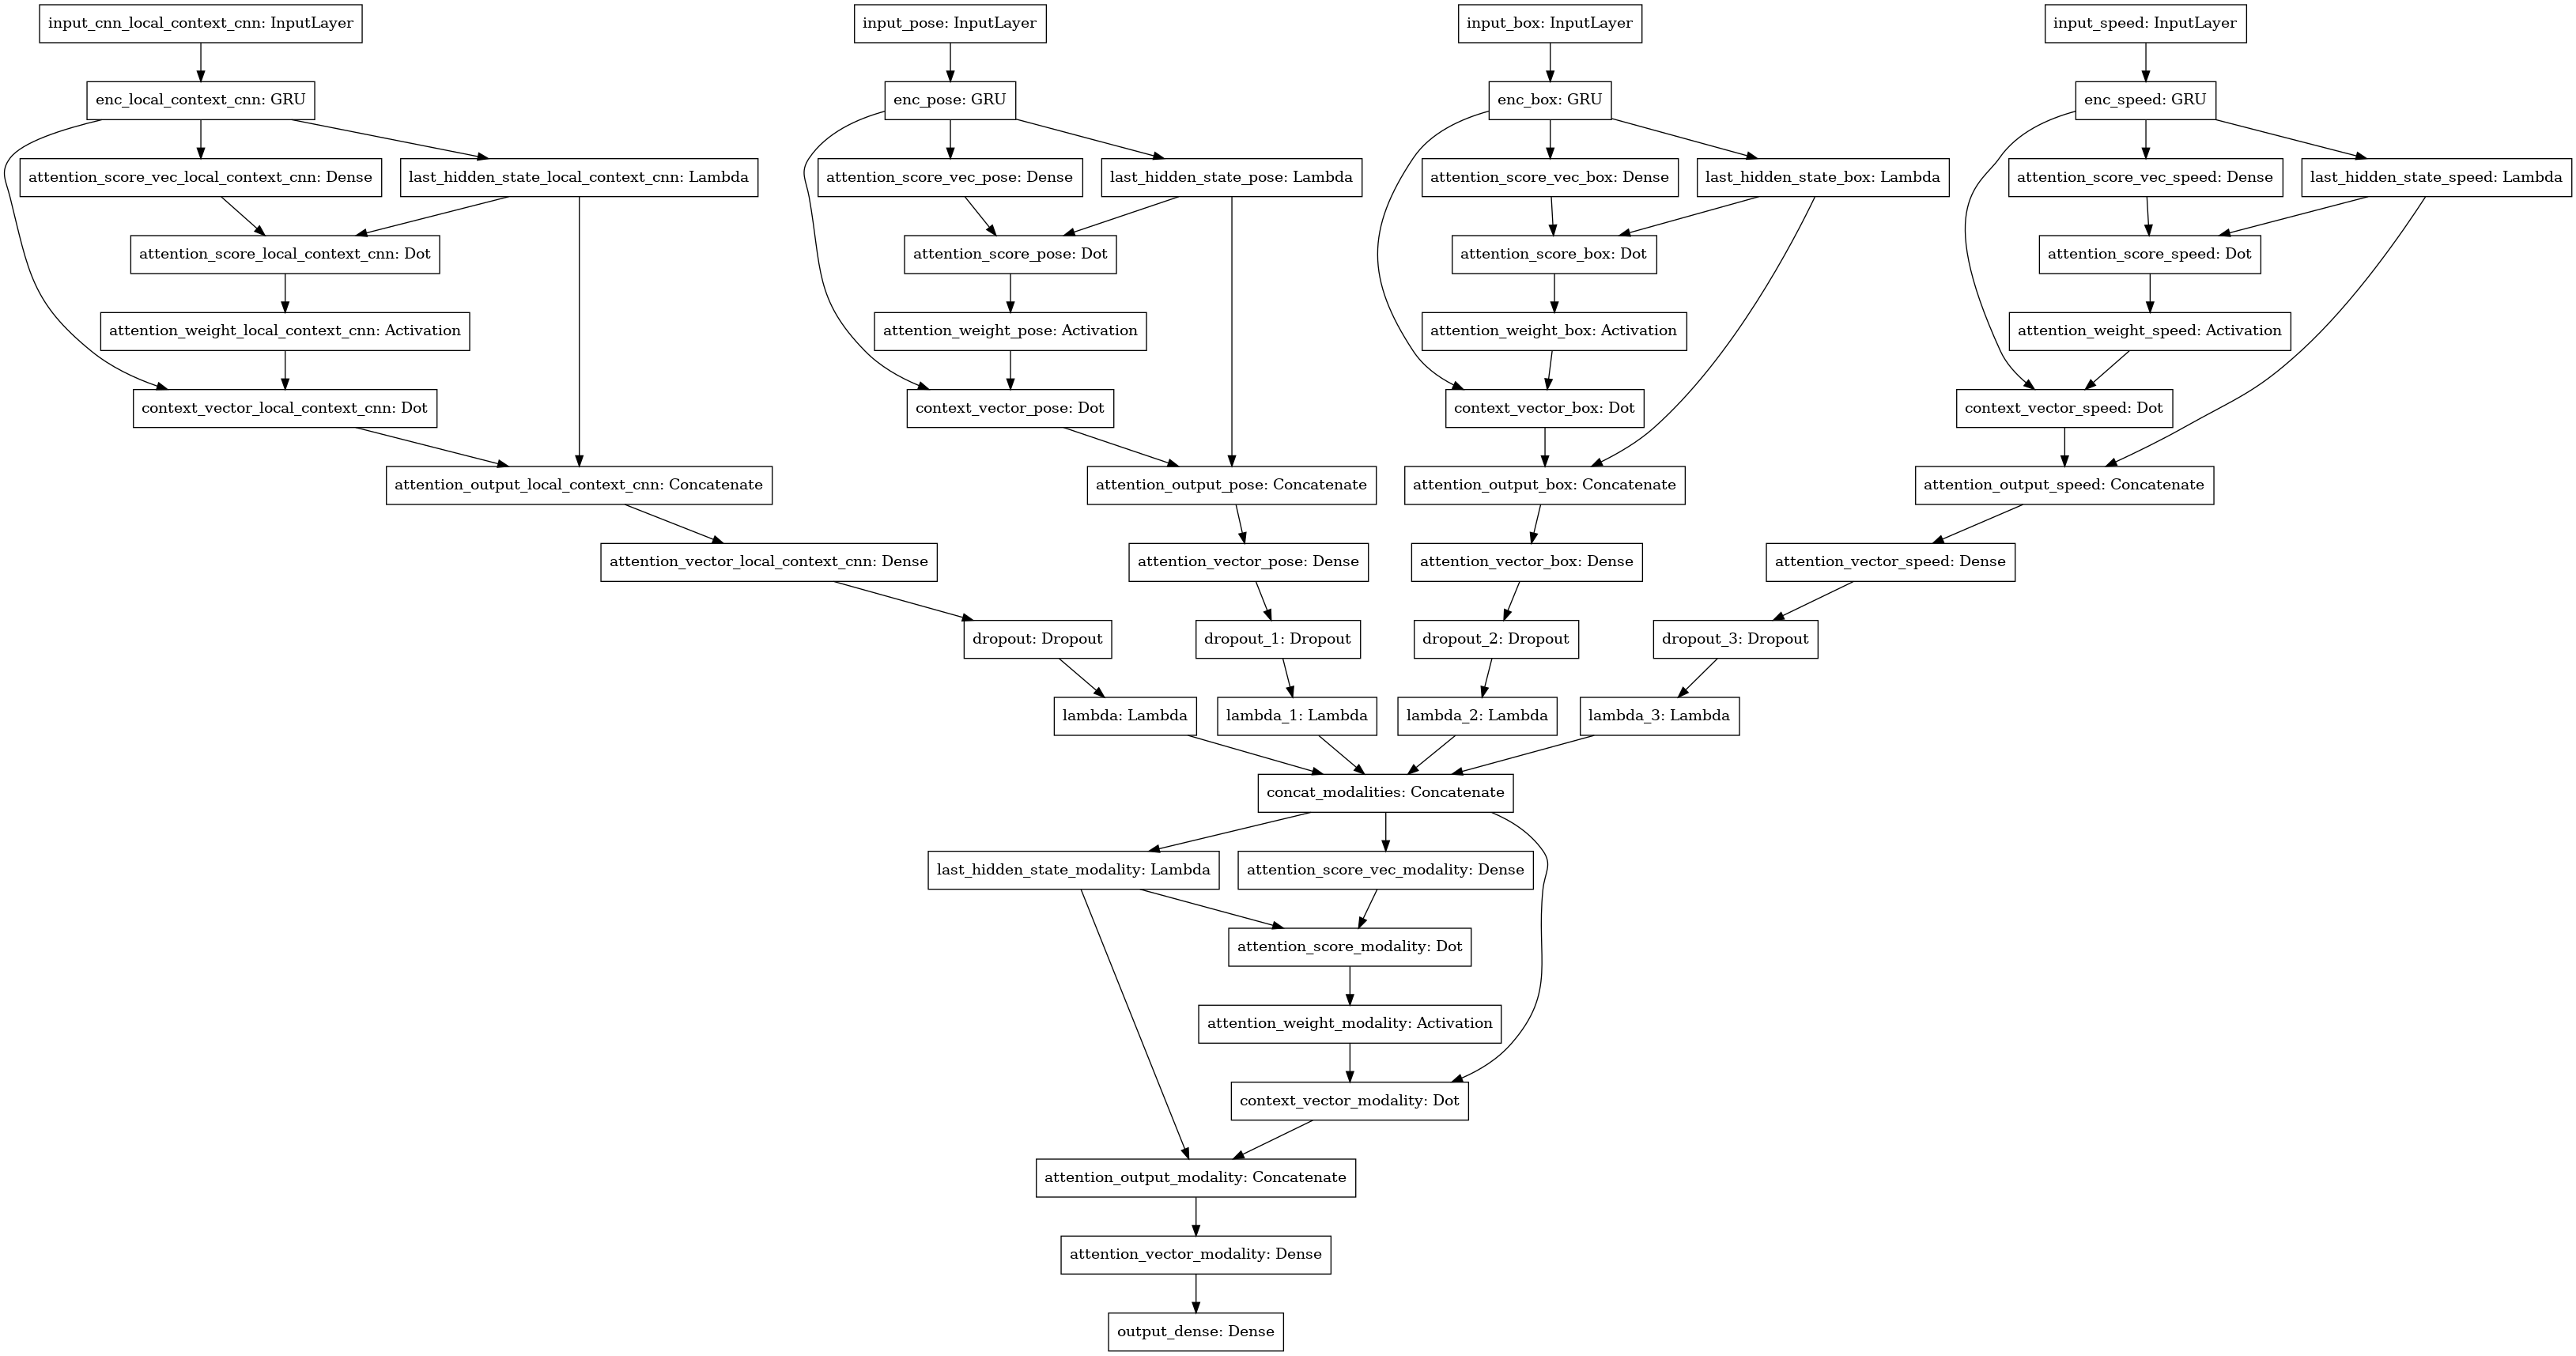 input_cnn_local_context_cnn: InputLayer
input_pose: InputLayer
input_box: InputLayer
input_speed: InputLayer
enc_local_context_cnn: GRU
enc_pose: GRU
enc_box: GRU
enc_speed: GRU
attention_score_vec_local_context_cnn: Dense
last_hidden_state_local_context_cnn: Lambda
attention_score_vec_pose: Dense
last_hidden_state_pose: Lambda
attention_score_vec_box: Dense
last_hidden_state_box: Lambda
attention_score_vec_speed: Dense
last_hidden_state_speed: Lambda
attention_score_local_context_cnn: Dot
attention_score_pose: Dot
attention_score_box: Dot
attention_score_speed: Dot
attention_weight_local_context_cnn: Activation
attention_weight_pose: Activation
attention_weight_box: Activation
attention_weight_speed: Activation
context_vector_local_context_cnn: Dot
context_vector_pose: Dot
context_vector_box: Dot
context_vector_speed: Dot
attention_output_local_context_cnn: Concatenate
attention_output_pose: Concatenate
attention_output_box: Concatenate
attention_output_speed: Concatenate
attention_vector_local_context_cnn: Dense
attention_vector_pose: Dense
attention_vector_box: Dense
attention_vector_speed: Dense
dropout: Dropout
dropout_1: Dropout
dropout_2: Dropout
dropout_3: Dropout
lambda: Lambda
lambda_1: Lambda
lambda_2: Lambda
lambda_3: Lambda
concat_modalities: Concatenate
last_hidden_state_modality: Lambda
attention_score_vec_modality: Dense
attention_score_modality: Dot
attention_weight_modality: Activation
context_vector_modality: Dot
attention_output_modality: Concatenate
attention_vector_modality: Dense
output_dense: Dense